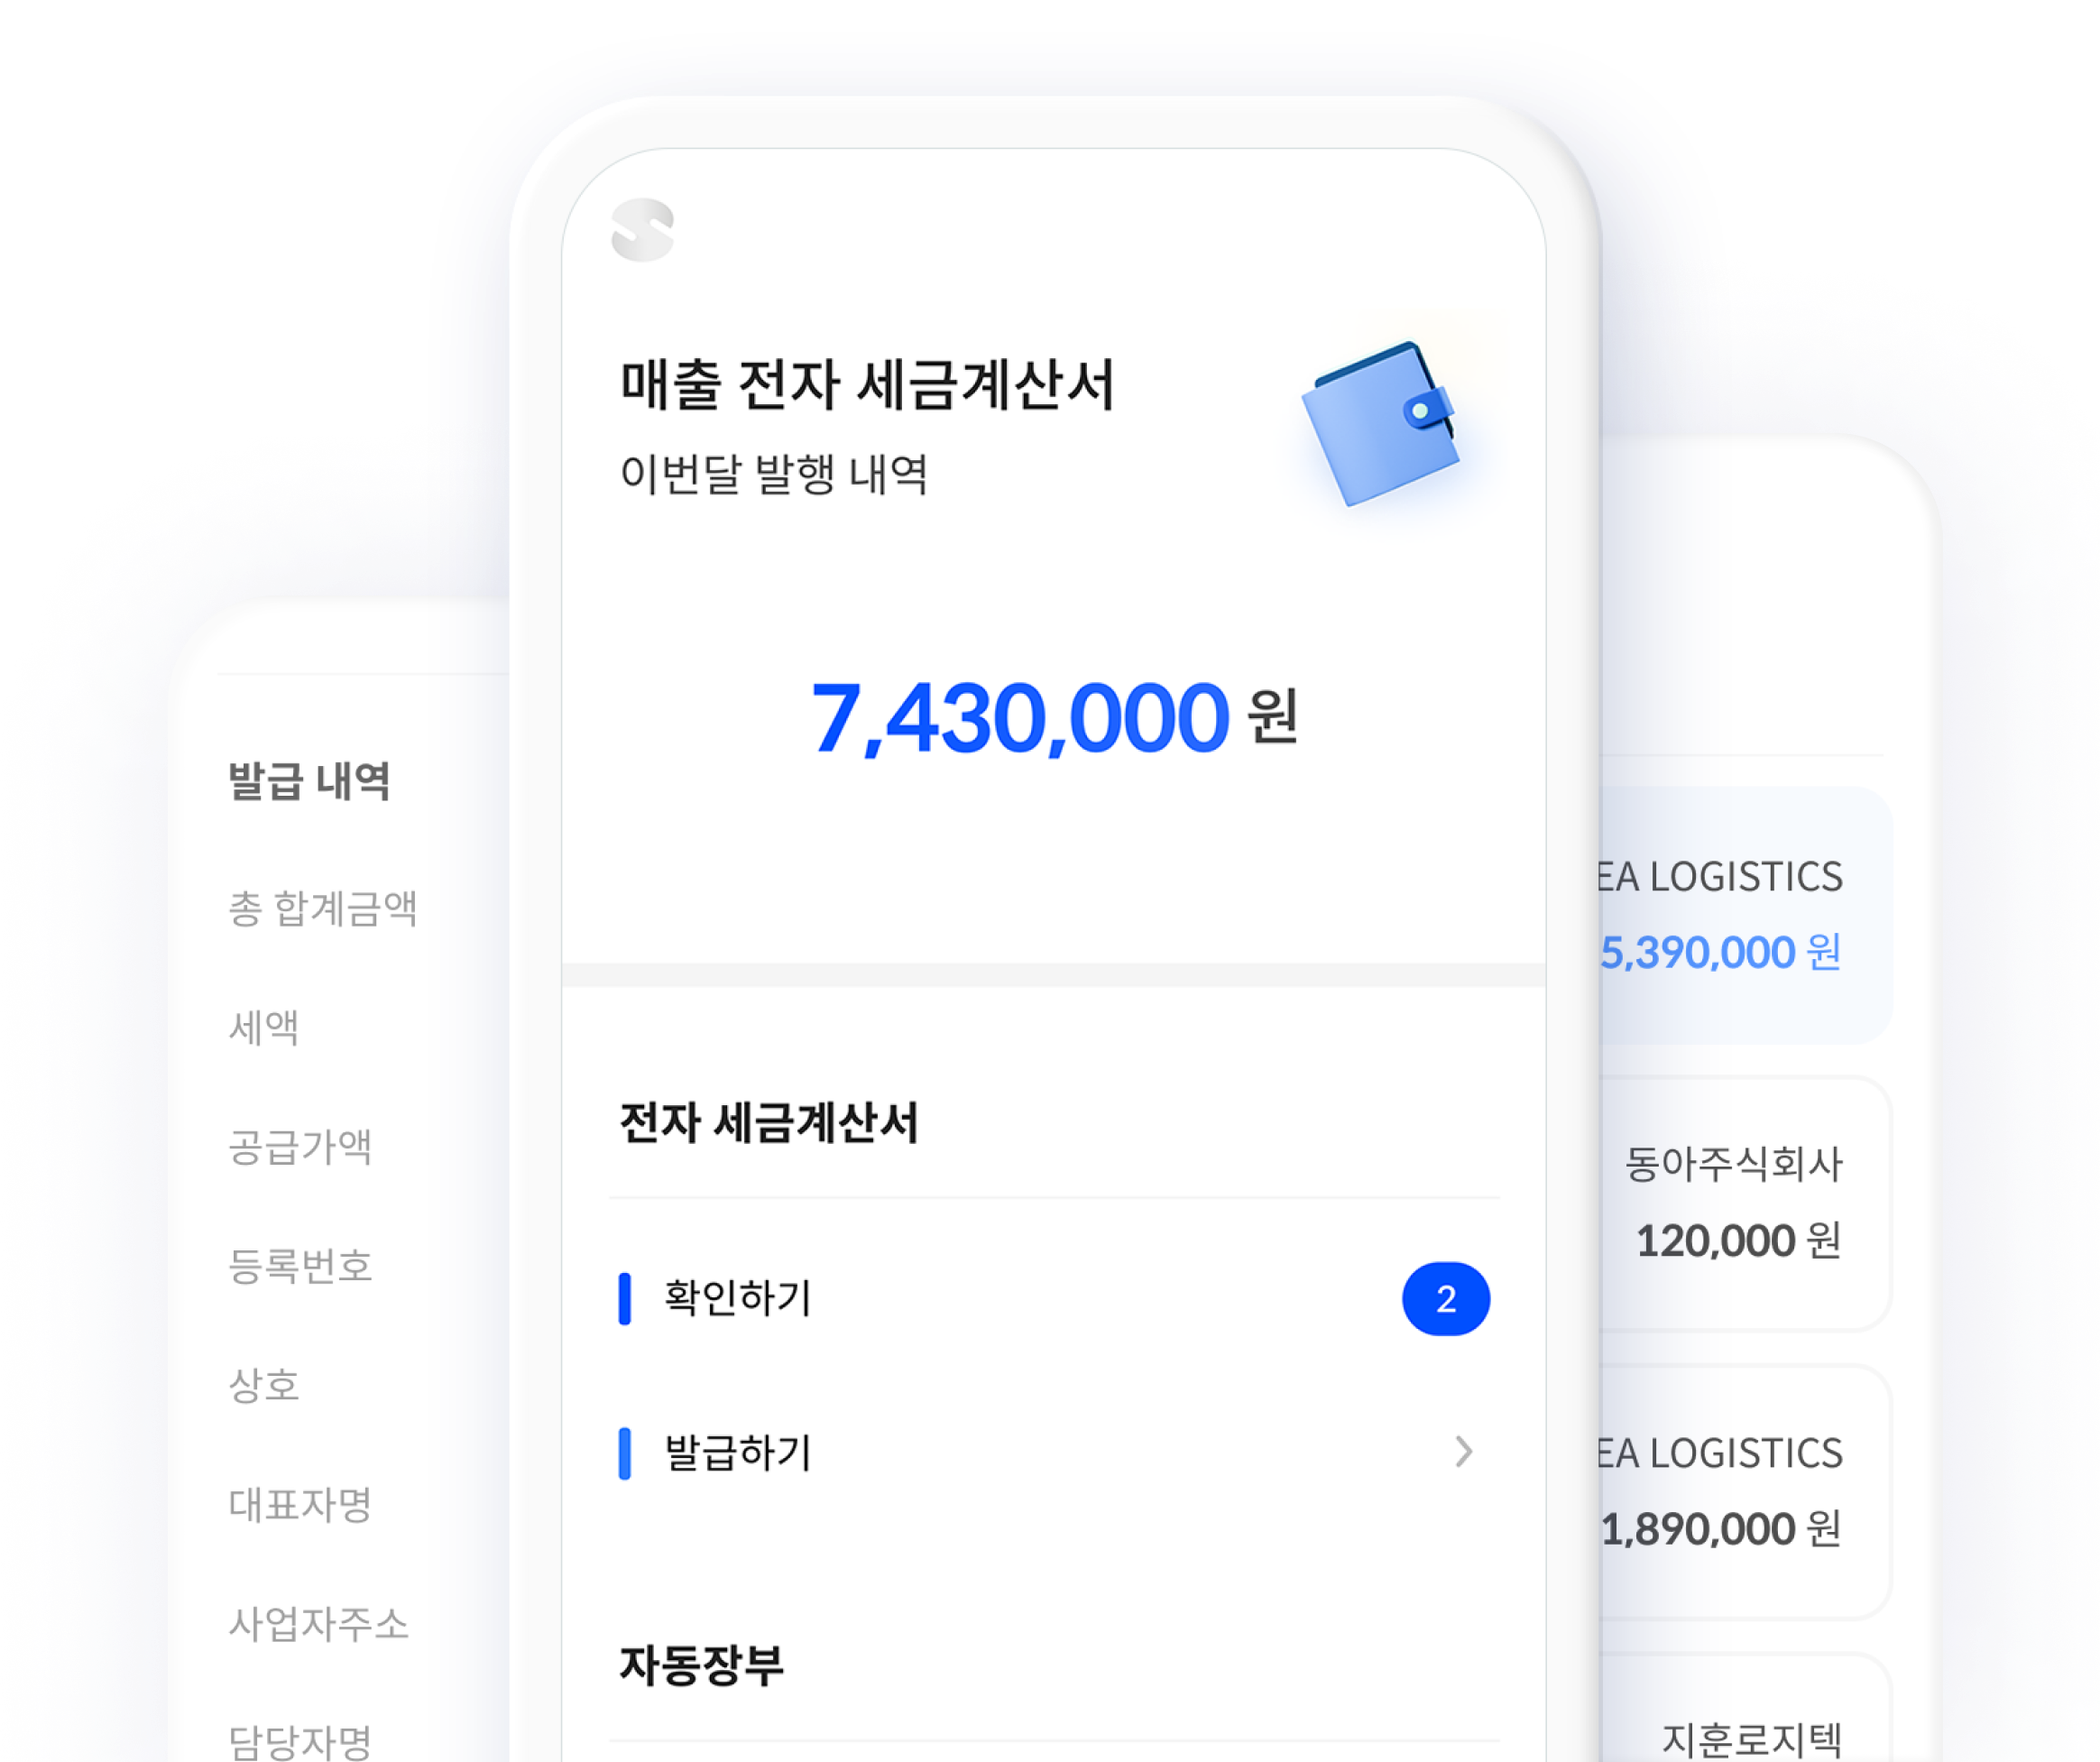 매출 전자 세금계산서
이번달 발행 내역
7,430,000 원
전자 세금계산서
확인하기
2
발급하기
자동장부
발급 내역
총 합계금액
세액
공급가액
등록번호
상호
대표자명
사업자주소
담당자명
EA LOGISTICS
5,390,000 원
동아주식회사
120,000 원
EA LOGISTICS
1,890,000 원
지훈로지텍